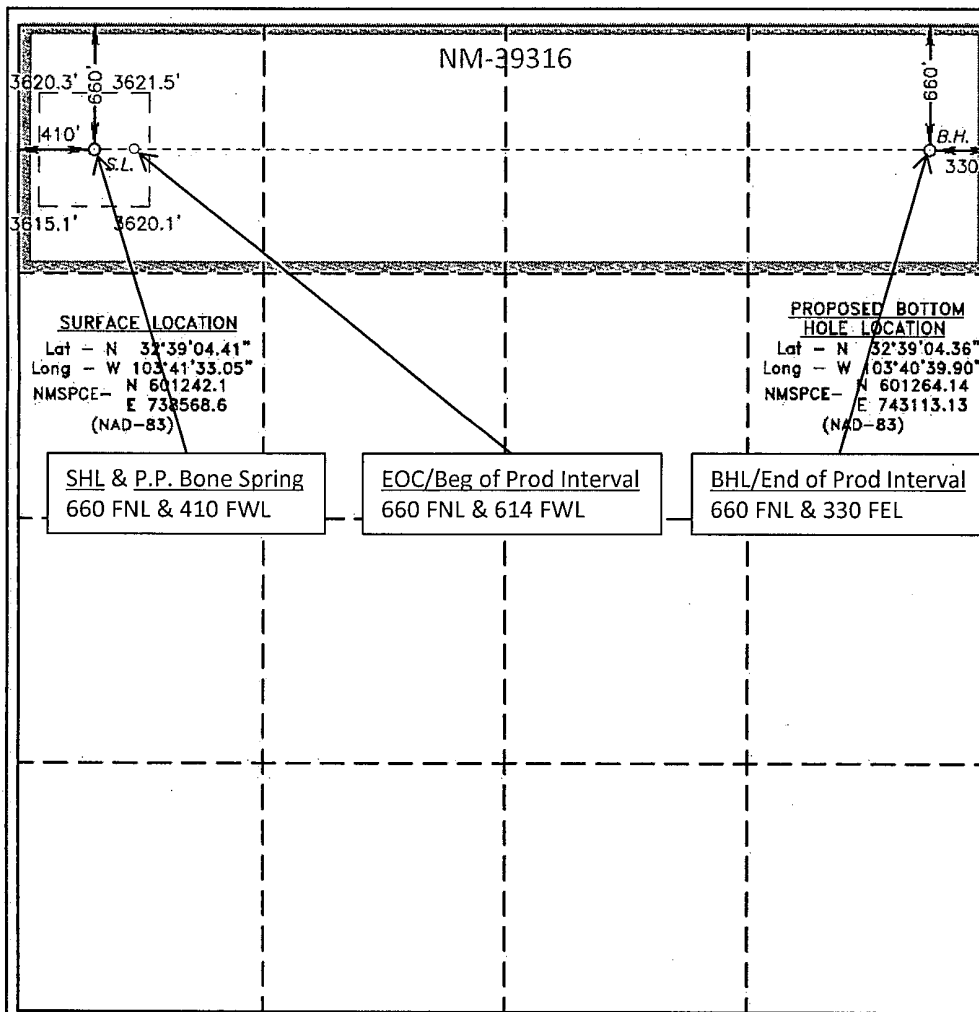 NM-39316
660'
660'
3620.3' 3621.5'
410'
S.L.
B.H.
330
3615.1' 3620.1'
SURFACE LOCATION
Lat - N 32°39'04.41"
Long - W 103°41'33.05"
NMSPCE- N 601242.1
E 738568.6
(NAD-83)
PROPOSED BOTTOM
HOLE LOCATION
Lat - N 32°39'04.36"
Long - W 103°40'39.90"
NMSPCE- N 601264.14
E 743113.13
(NAD-83)
SHL & P.P. Bone Spring
660 FNL & 410 FWL
EOC/Beg of Prod Interval
660 FNL & 614 FWL
BHL/End of Prod Interval
660 FNL & 330 FEL